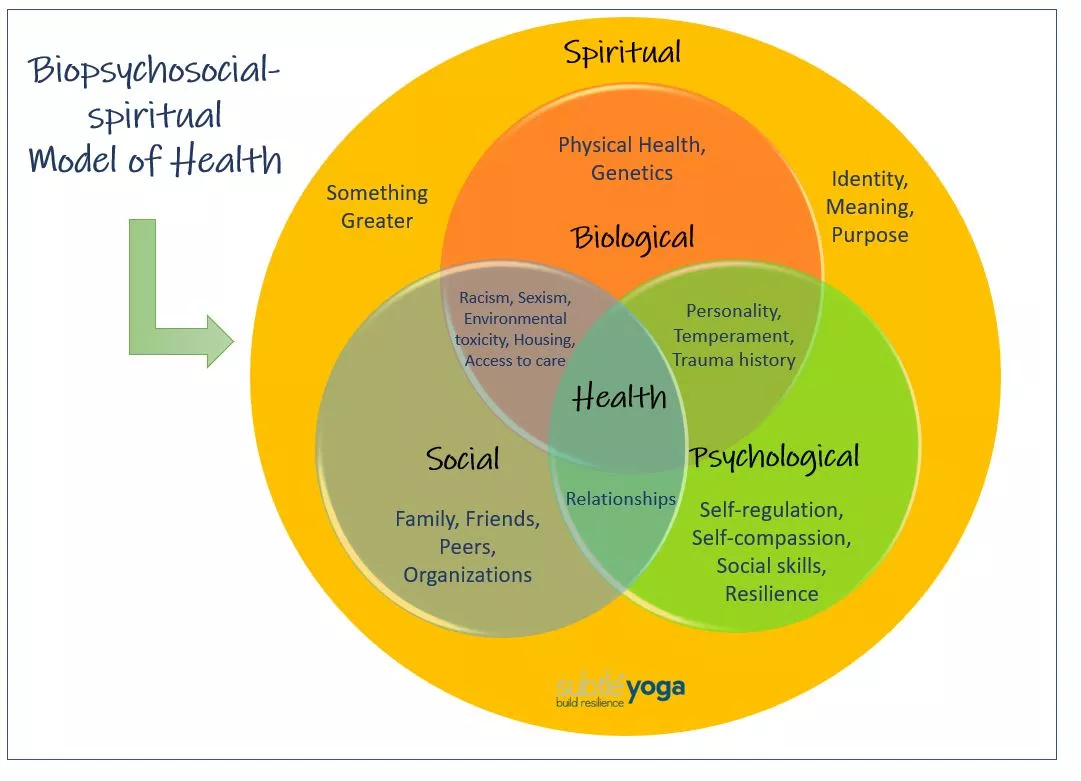 Biopsychosocial-
spiritual
Model of Health
Spiritual
Something
Greater
Identity,
Meaning,
Purpose
Physical Health,
Genetics
Biological
Racism, Sexism,
Environmental
toxicity, Housing,
Access to care
Personality,
Temperament,
Trauma history
Health
Social
Family, Friends,
Peers,
Organizations
Relationships
Psychological
Self-regulation,
Self-compassion,
Social skills,
Resilience
subtleyoga
build resilience